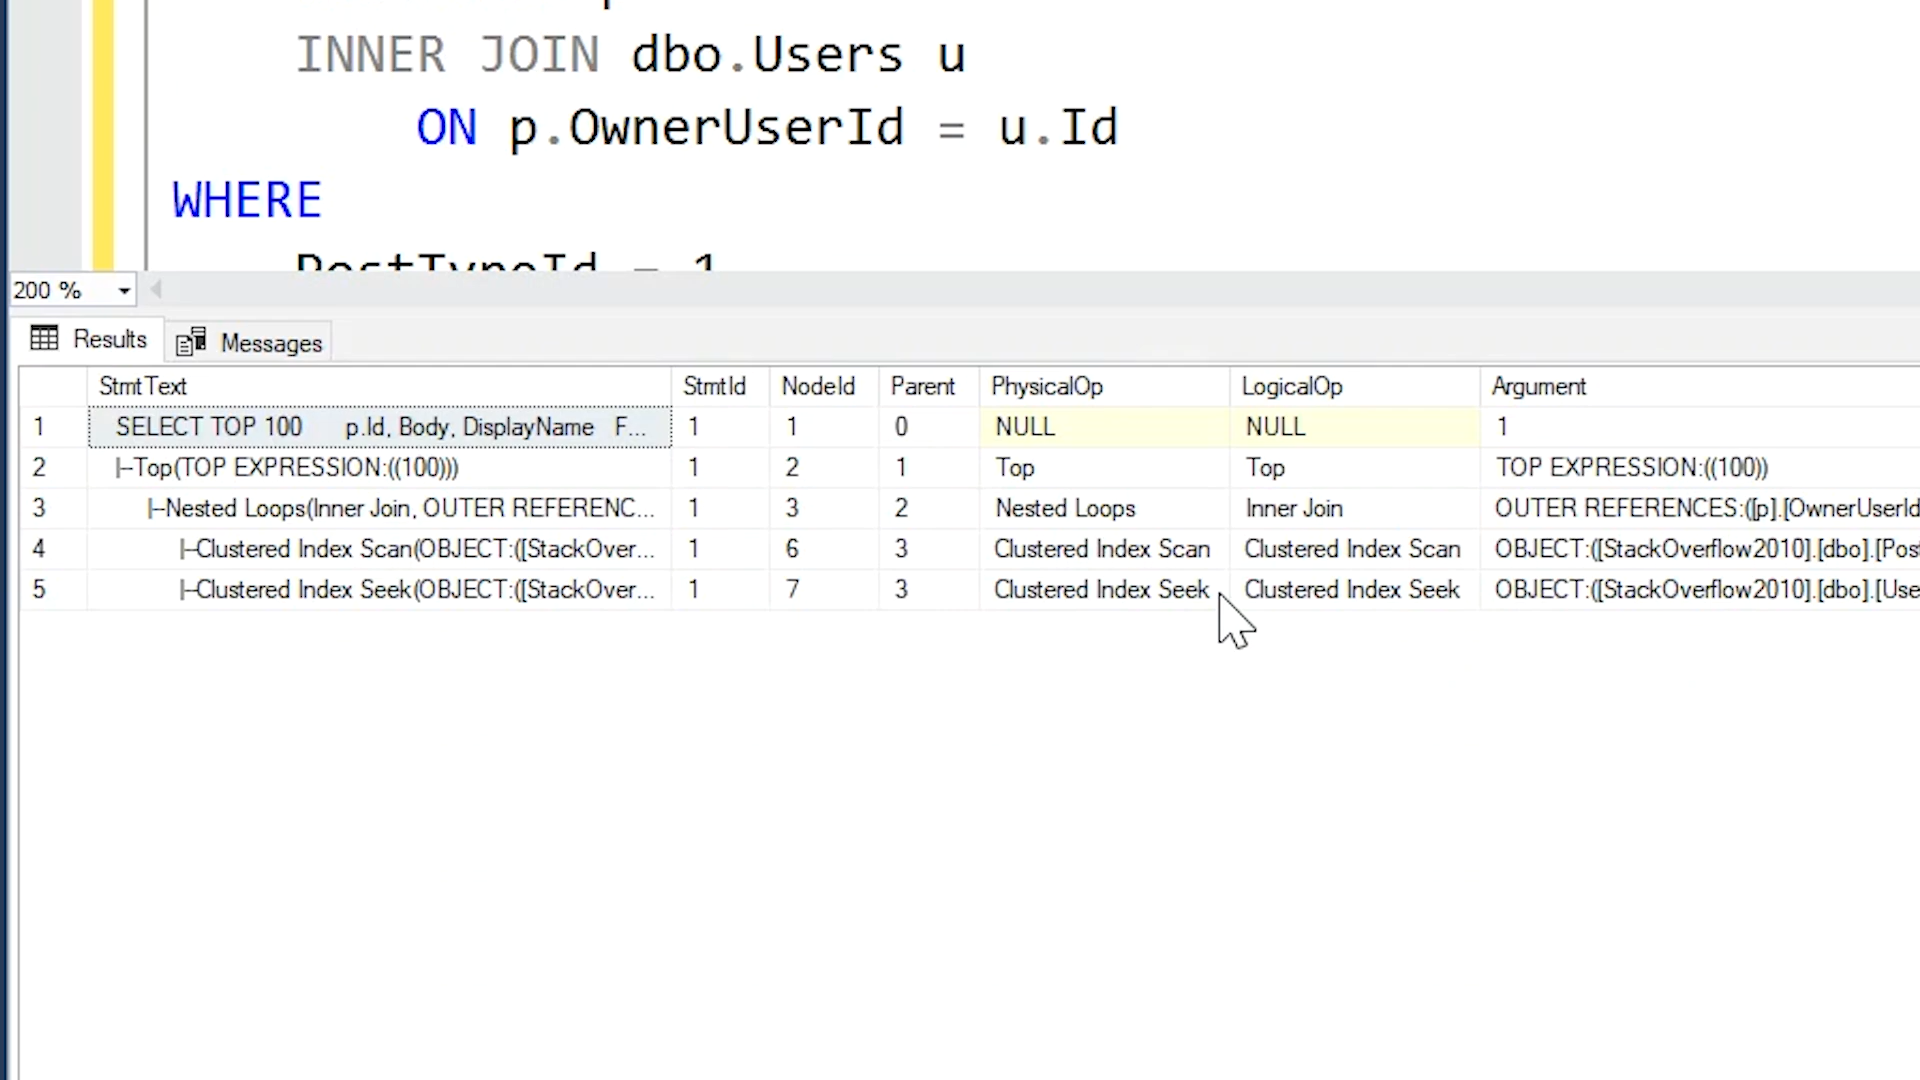 INNER JOIN dbo.Users u
ON p.OwnerUserId = u.Id
WHERE
PostTypeId = 1
200 %
Results Messages
StmtText StmtId NodeId Parent PhysicalOp LogicalOp Argument
1 SELECT TOP 100 p.Id, Body, DisplayName F... 1 1 0 NULL NULL 1
2 |--Top(TOP EXPRESSION:((100))) 1 2 1 Top Top TOP EXPRESSION:((100))
3 |--Nested Loops(Inner Join, OUTER REFERENC... 1 3 2 Nested Loops Inner Join OUTER REFERENCES:([p].[OwnerUserId
4 |--Clustered Index Scan(OBJECT:([StackOver... 1 6 3 Clustered Index Scan Clustered Index Scan OBJECT:([StackOverflow2010].[dbo].[Pos
5 |--Clustered Index Seek(OBJECT:([StackOver... 1 7 3 Clustered Index Seek Clustered Index Seek OBJECT:([StackOverflow2010].[dbo].[Use